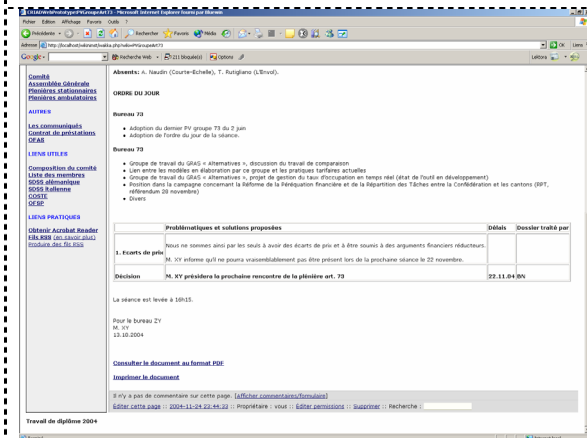 Microsoft Internet Explorer fourni par Bluewin
Fichier Edition Affichage Favoris Outils ?
Précédente Rechercher Favoris Média
Adresse OK Liens
Google Recherche Web 211 bloquée(s) Options
Comité
Assemblée Générale
Plenières stationnaires
Plenières ambulatoires
AUTRES
Les communiqués
Contrat de prestations
OFAS
LIENS UTILES
Composition du comité
Liste des membres
SDSS alémanique
SDSS italienne
COSTE
OFSP
LIENS PRATIQUES
Obtenir Acrobat Reader
Fils RSS (en savoir plus)
Produire des fils RSS
Absents: A. Naudin (Courte-Echelle), T. Rutigliano (L'Envol).
ORDRE DU JOUR
Bureau 73
Adoption du dernier PV groupe 73 du 2 juin
Adoption de l'ordre du jour de la séance.
Bureau 73
Groupe de travail du GRAS « Alternatives », discussion du travail de comparaison
Lien entre les modèles en élaboration par ce groupe et les pratiques tarifaires actuelles
Groupe de travail du GRAS « Alternatives », projet de gestion du taux d'occupation en temps réel (état de l'outil en développement)
Position dans la campagne concernant la Réforme de la Péréquation financière et de la Répartition des Tâches entre la Confédération et les cantons (RPT, référendum 28 novembre)
Divers
Problématiques et solutions proposées Délais Dossier traité par
1. Ecarts de prix
Nous ne sommes ainsi par les seuls à avoir des écarts de prix et à être soumis à des arguments financiers réducteurs.
M. XY informe qu'il ne pourra vraisemblablement pas être présent lors de la prochaine séance le 22 novembre.
Décision M. XY présidera la prochaine rencontre de la plénière art. 73 22.11.04 BN
La séance est levée à 16h15.
Pour le bureau ZY
M. XY
13.10.2004
Consulter le document au format PDF
Imprimer le document
Il n'y a pas de commentaire sur cette page. [Afficher commentaires/formulaire]
Editer cette page :: 2004-11-24 23:44:23 :: Propriétaire : vous :: Editer permissions :: Supprimer :: Recherche :
Travail de diplôme 2004